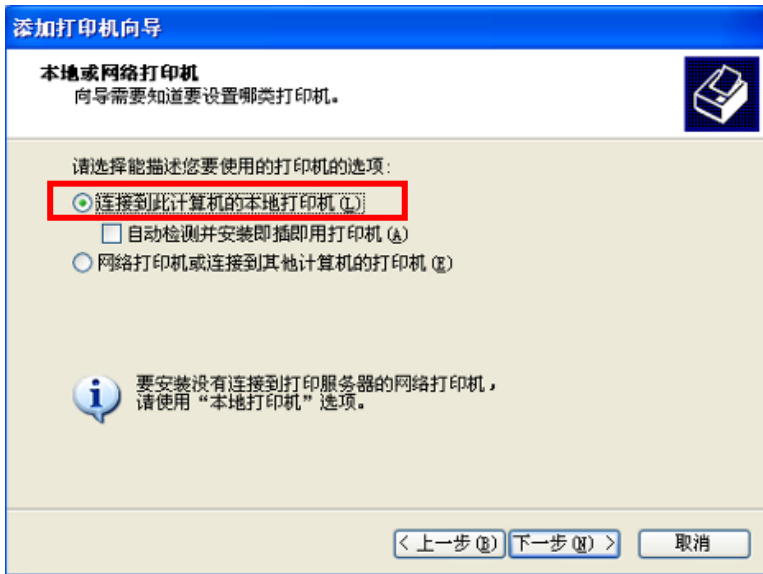 添加打印机向导
本地或网络打印机
向导需要知道要设置哪类打印机。
请选择能描述您要使用的打印机的选项:
连接到此计算机的本地打印机(L)
自动检测并安装即插即用打印机(A)
网络打印机或连接到其他计算机的打印机(E)
要安装没有连接到打印服务器的网络打印机，
请使用“本地打印机”选项。
< 上一步(B) 下一步(N) > 取消